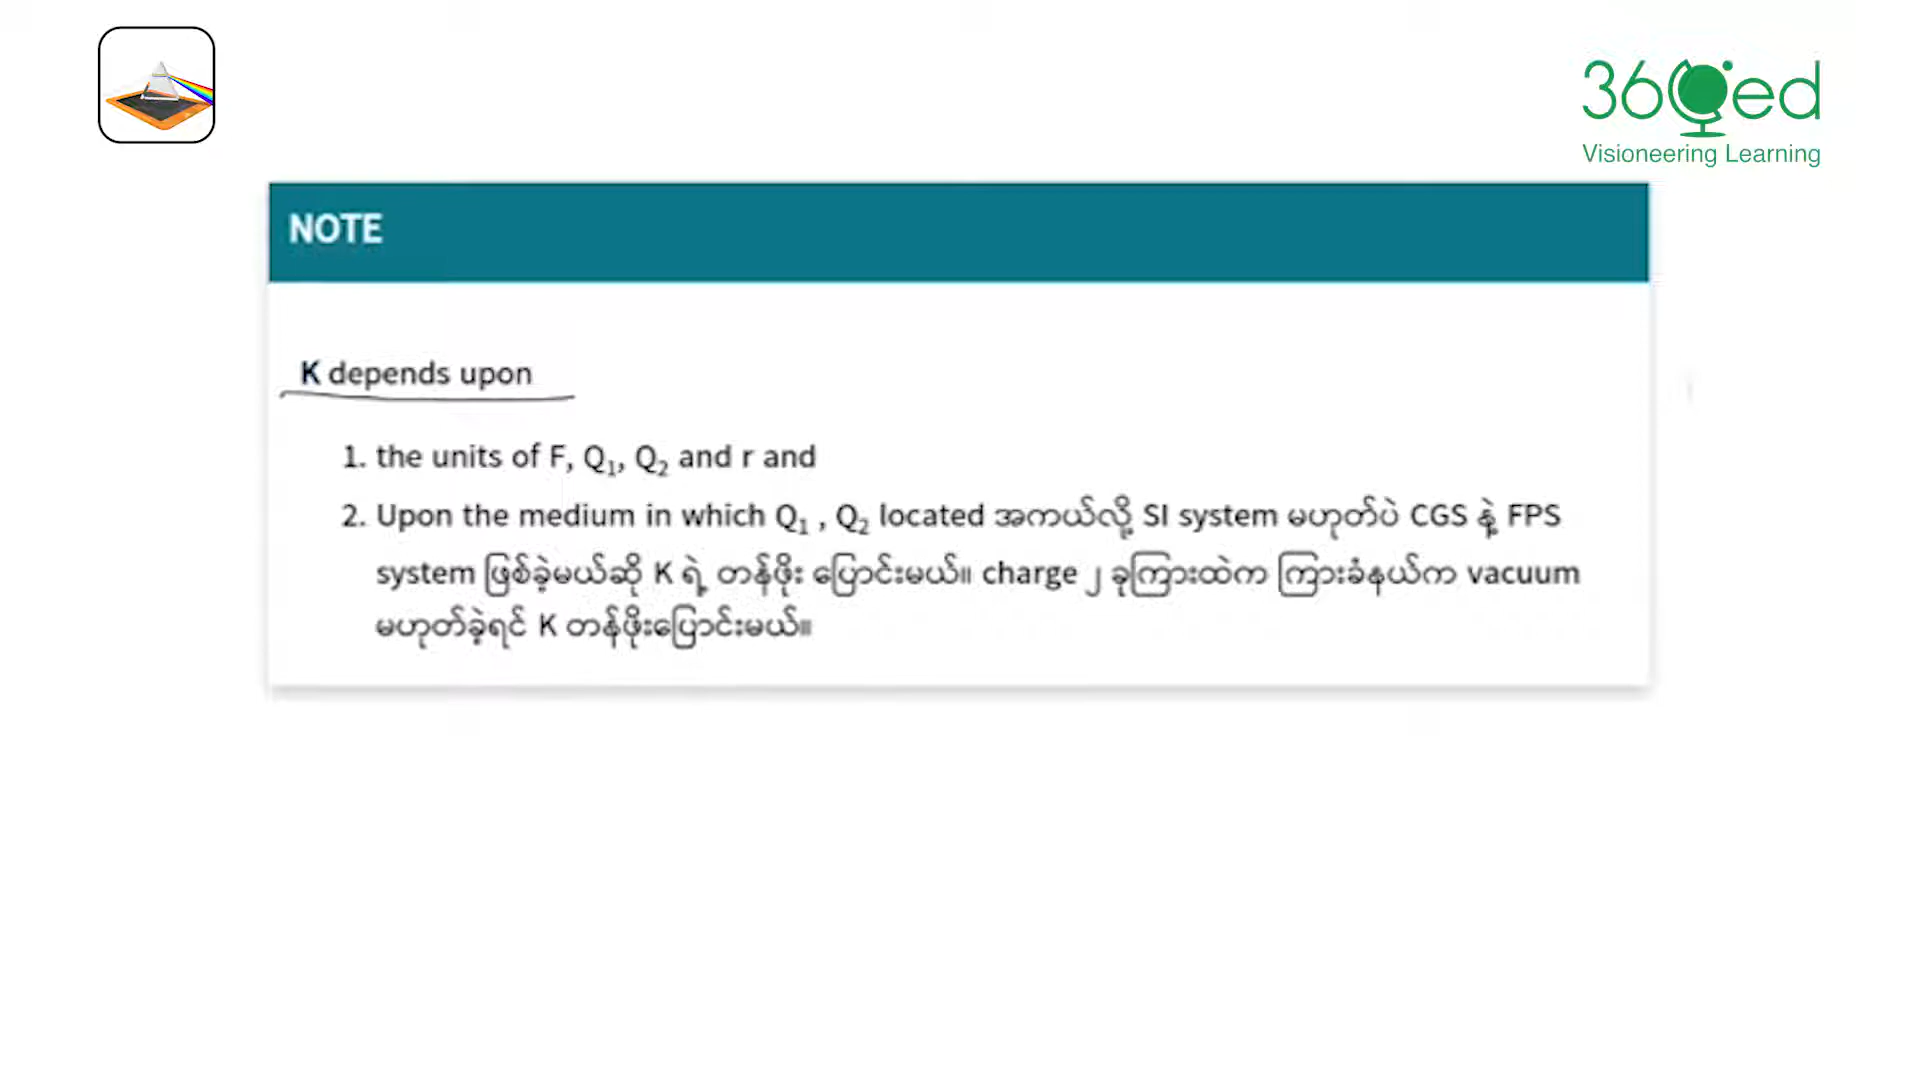 360ed
Visioneering Learning
NOTE
K depends upon
1. the units of F, Q₁, Q₂ and r and
2. Upon the medium in which Q₁ , Q₂ located အကယ်လို့ SI system မဟုတ်ပဲ CGS နဲ့ FPS
system ဖြစ်ခဲ့မယ်ဆို K ရဲ့ တန်ဖိုး ပြောင်းမယ်။ charge ၂ ခုကြားထဲက ကြားခံနယ်က vacuum
မဟုတ်ခဲ့ရင် K တန်ဖိုးပြောင်းမယ်။